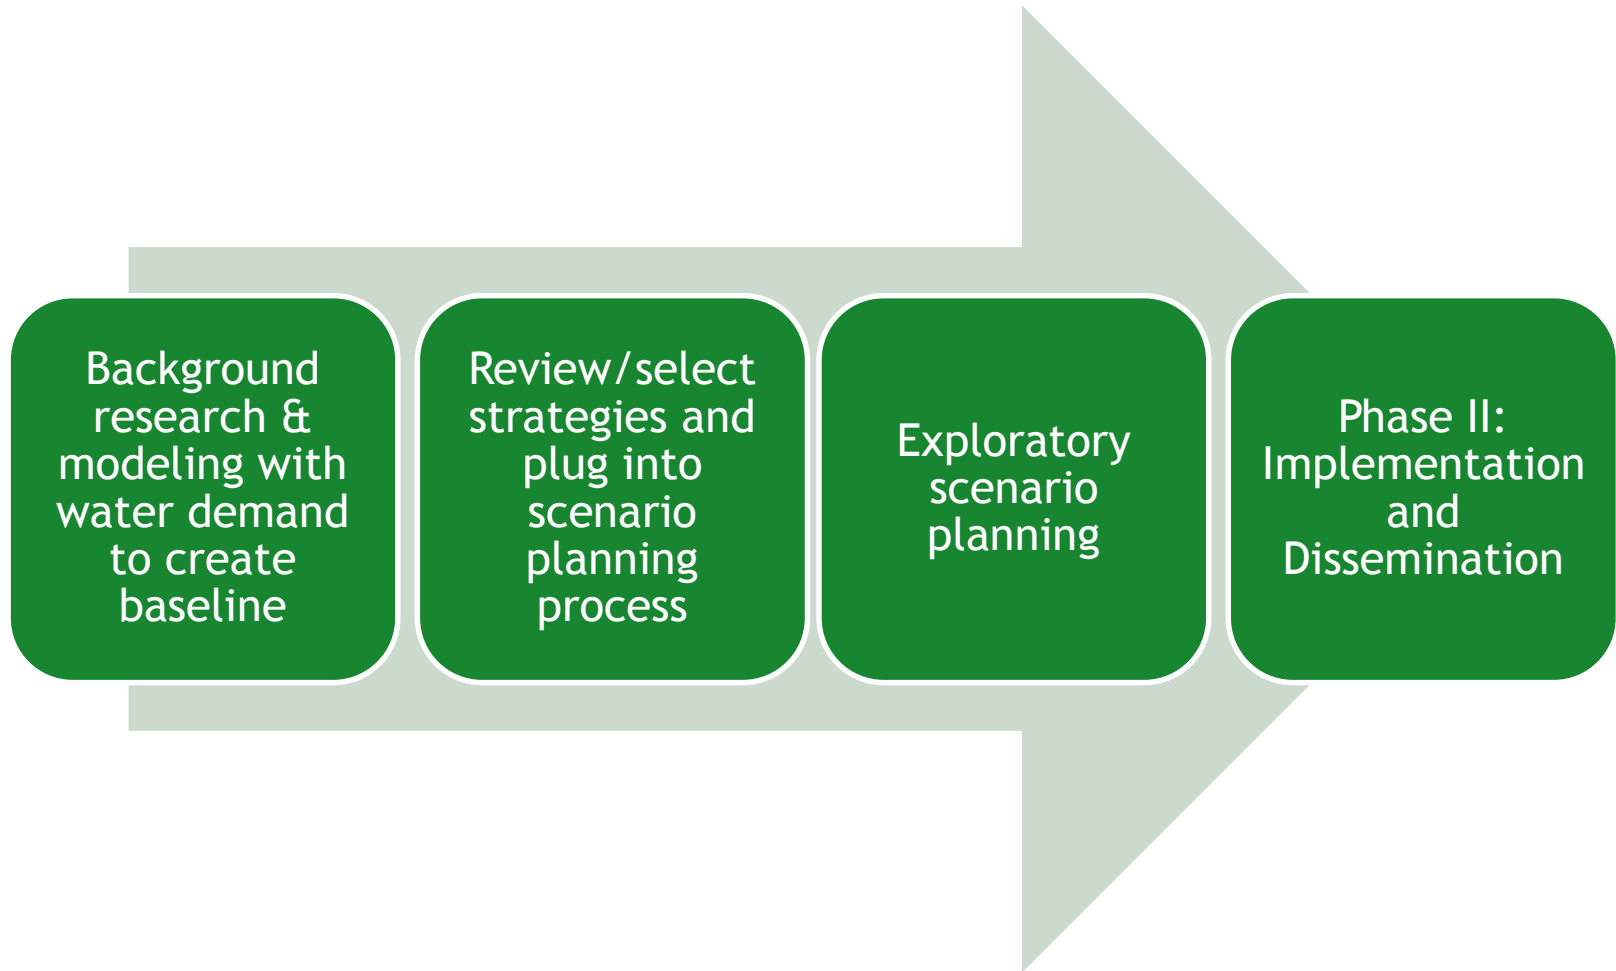 Background
research &
modeling with
water demand
to create
baseline
Review/select
strategies and
plug into
scenario
planning
process
Exploratory
scenario
planning
Phase II:
Implementation
and
Dissemination